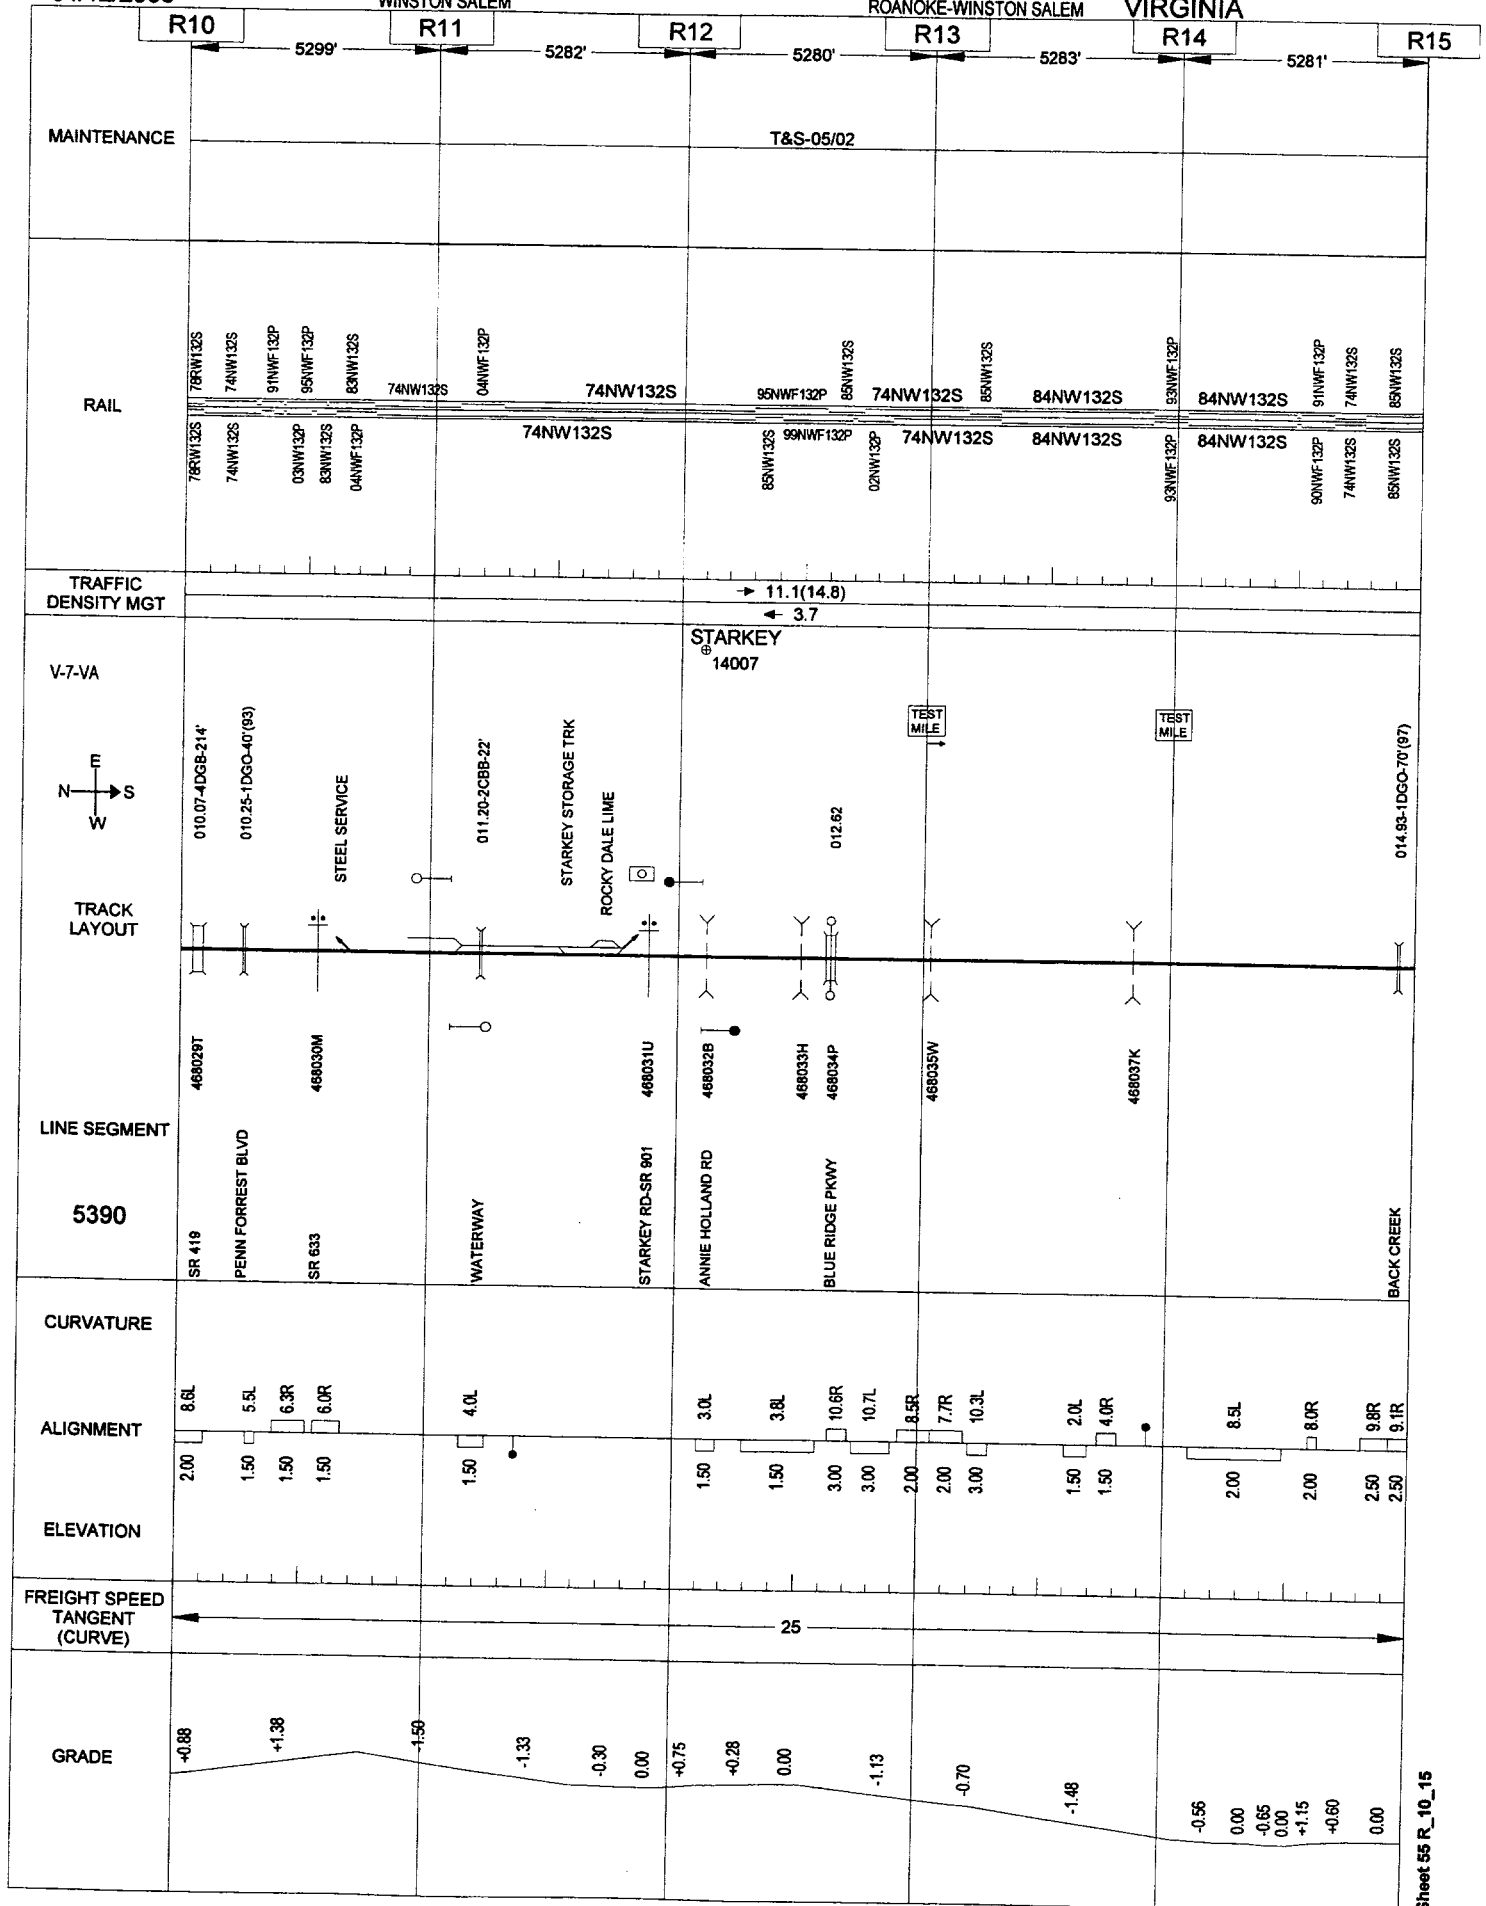 WINSTON SALEM
ROANOKE-WINSTON SALEM VIRGINIA
R10 R11 R12 R13 R14 R15
5299' 5282' 5280' 5283' 5281'
MAINTENANCE
T&S-05/02
RAIL
78RW132S 74NW132S 91NWF132P 95NWF132P 83NW132S 74NW132S 04NWF132P 74NW132S 95NWF132P 85NW132S 74NW132S 85NW132S 84NW132S 93NWF132P 84NW132S 91NWF132P 74NW132S 85NW132S
78RW132S 74NW132S 03NW132P 83NW132S 04NWF132P 74NW132S 85NW132S 99NWF132P 02NW132P 74NW132S 84NW132S 93NWF132P 84NW132S 90NWF132P 74NW132S 85NW132S
TRAFFIC
DENSITY MGT
11.1(14.8)
3.7
STARKEY
14007
V-7-VA
E
N S
W
TEST
MILE
TEST
MILE
010.07-4DGB-214'
010.25-1DGO-40'(93)
STEEL SERVICE
011.20-2CBB-22'
STARKEY STORAGE TRK
ROCKY DALE LIME
012.62
014.93-1DGO-70'(97)
TRACK
LAYOUT
468029T
468030M
468031U
468032B
468033H
468034P
468035W
468037K
LINE SEGMENT
5390
SR 419
PENN FORREST BLVD
SR 633
WATERWAY
STARKEY RD-SR 901
ANNIE HOLLAND RD
BLUE RIDGE PKWY
BACK CREEK
CURVATURE
8.6L 5.5L 6.3R 6.0R 4.0L 3.0L 3.8L 10.6R 10.7L 8.5R 7.7R 10.3L 2.0L 4.0R 8.5L 8.0R 9.8R 9.1R
ALIGNMENT
2.00 1.50 1.50 1.50 1.50 1.50 1.50 3.00 3.00 2.00 2.00 3.00 1.50 1.50 2.00 2.00 2.50 2.50
ELEVATION
FREIGHT SPEED
TANGENT
(CURVE)
25
GRADE
+0.88 +1.38 -1.50 -1.33 -0.30 0.00 +0.75 +0.28 0.00 -1.13 -0.70 -1.48 -0.56 0.00 -0.65 0.00 +1.15 +0.60 0.00
Sheet 55 R_10_15